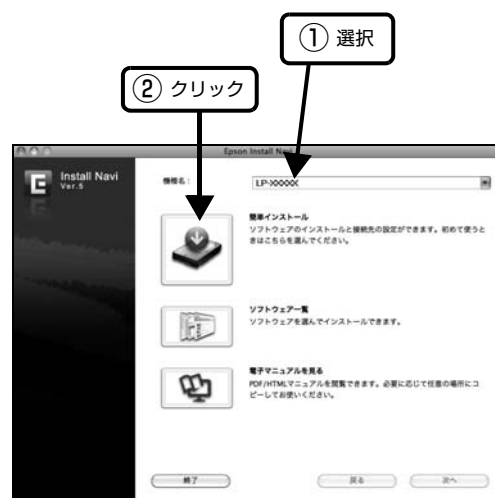 ① 選択
② クリック
Epson Install Navi
Install Navi
Ver.5
機種名：
LP-XXXXX
簡単インストール
ソフトウェアのインストールと接続先の設定ができます。初めて使うと
きはこちらを選んでください。
ソフトウェア一覧
ソフトウェアを選んでインストールできます。
電子マニュアルを見る
PDF/HTMLマニュアルを閲覧できます。必要に応じて任意の場所にコ
ピーしてお使いください。
終了
戻る
次へ